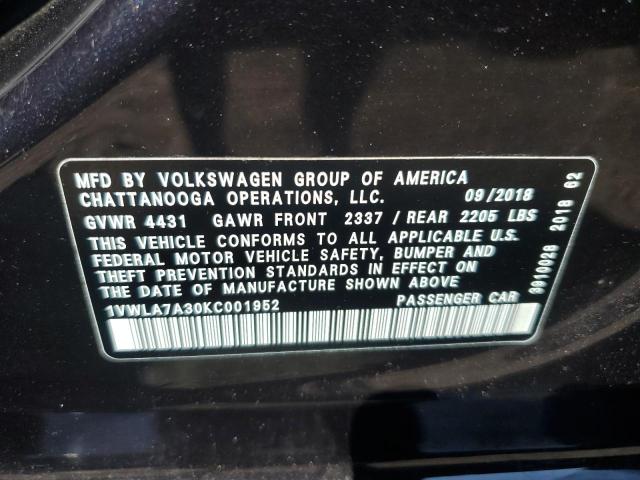 MFD BY VOLKSWAGEN GROUP OF AMERICA
CHATTANOOGA OPERATIONS, LLC. 09/2018
GVWR 4431 GAWR FRONT 2337 / REAR 2205 LBS
THIS VEHICLE CONFORMS TO ALL APPLICABLE U.S.
FEDERAL MOTOR VEHICLE SAFETY, BUMPER AND
THEFT PREVENTION STANDARDS IN EFFECT ON
THE DATE OF MANUFACTURE SHOWN ABOVE
1VWLA7A30KC001952 PASSENGER CAR
3910028 2018 62